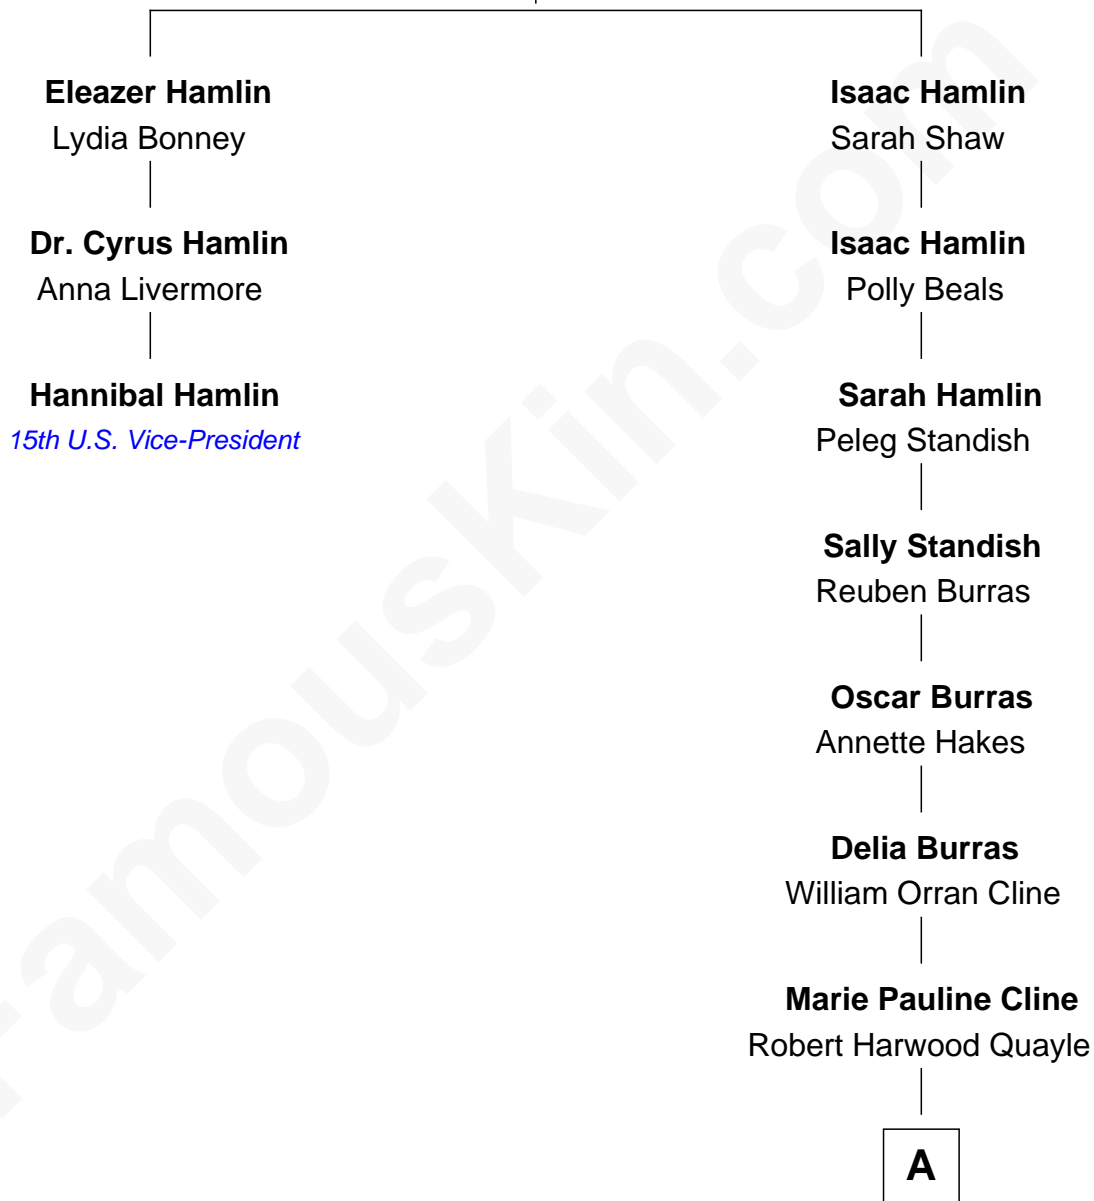 Eleazer Hamlin
Lydia Bonney
Dr. Cyrus Hamlin
Anna Livermore
Hannibal Hamlin
15th U.S. Vice-President
Isaac Hamlin
Sarah Shaw
Isaac Hamlin
Polly Beals
Sarah Hamlin
Peleg Standish
Sally Standish
Reuben Burras
Oscar Burras
Annette Hakes
Delia Burras
William Orran Cline
Marie Pauline Cline
Robert Harwood Quayle
A
FamousKin.com